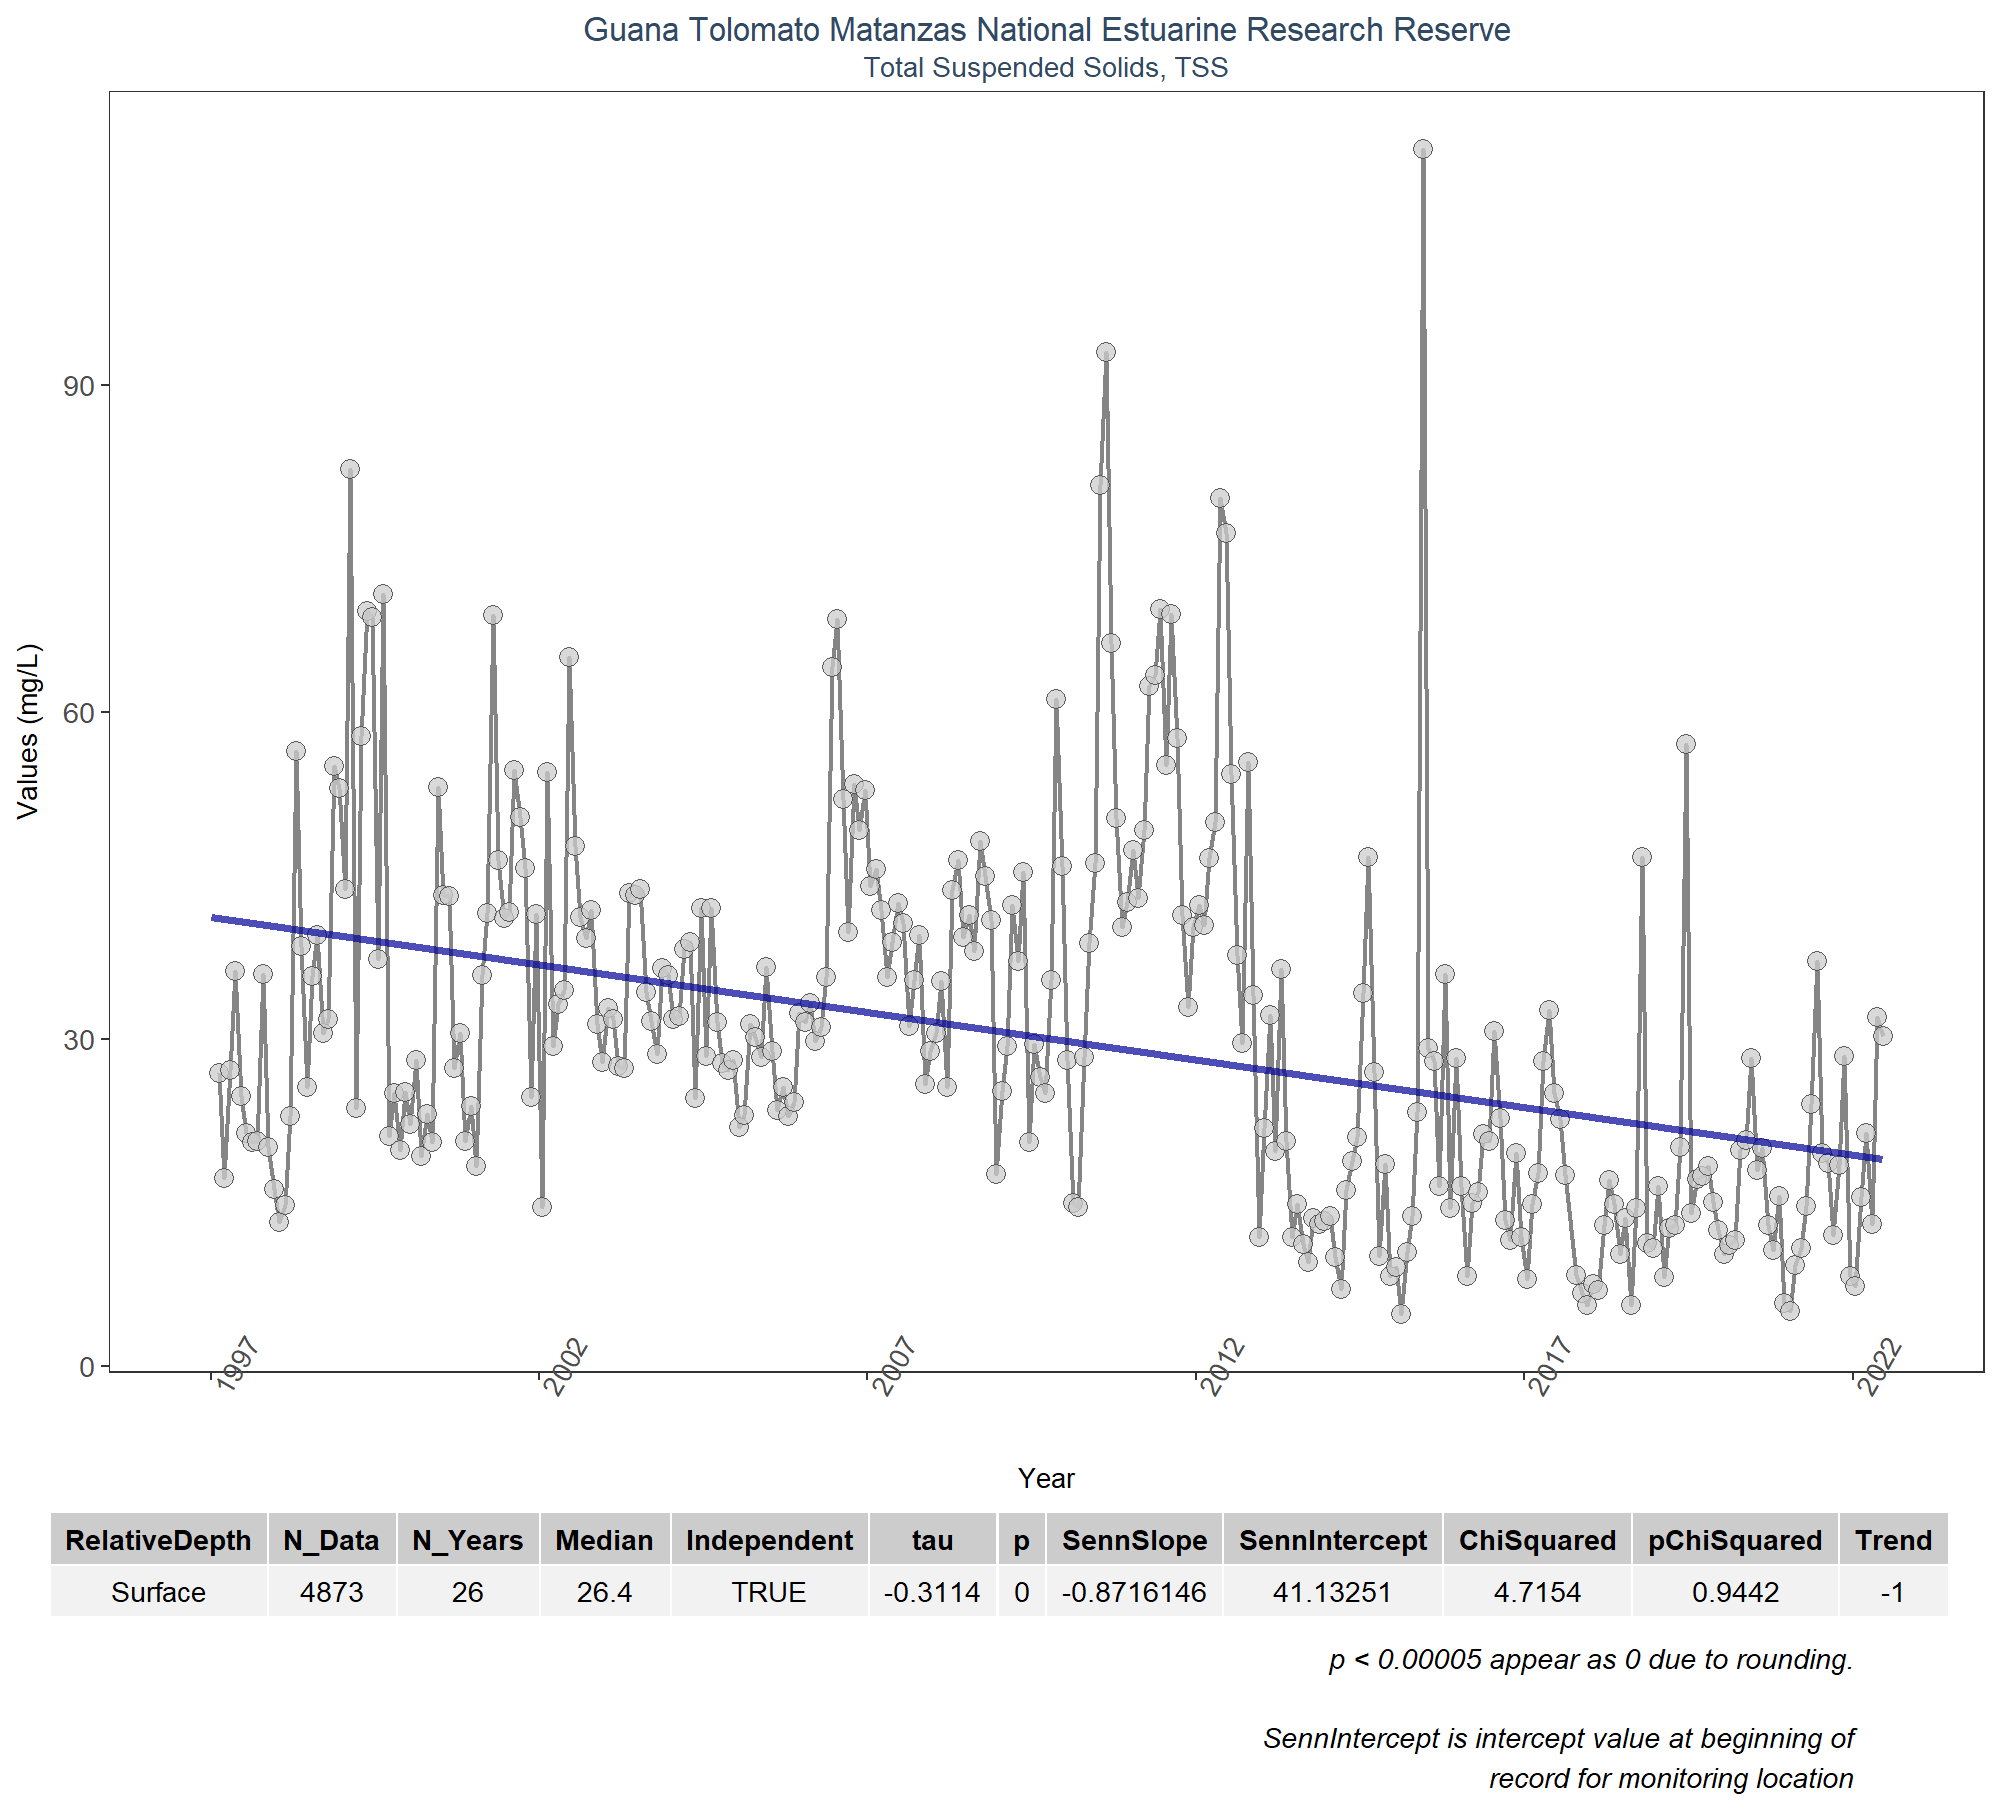 Guana Tolomato Matanzas National Estuarine Research Reserve
Total Suspended Solids, TSS
Values (mg/L)
90
60
30
0
1997 2002 2007 2012 2017 2022
Year
RelativeDepth N_Data N_Years Median Independent tau p SennSlope SennIntercept ChiSquared pChiSquared Trend
Surface 4873 26 26.4 TRUE -0.3114 0 -0.8716146 41.13251 4.7154 0.9442 -1
p < 0.00005 appear as 0 due to rounding.
SennIntercept is intercept value at beginning of
record for monitoring location